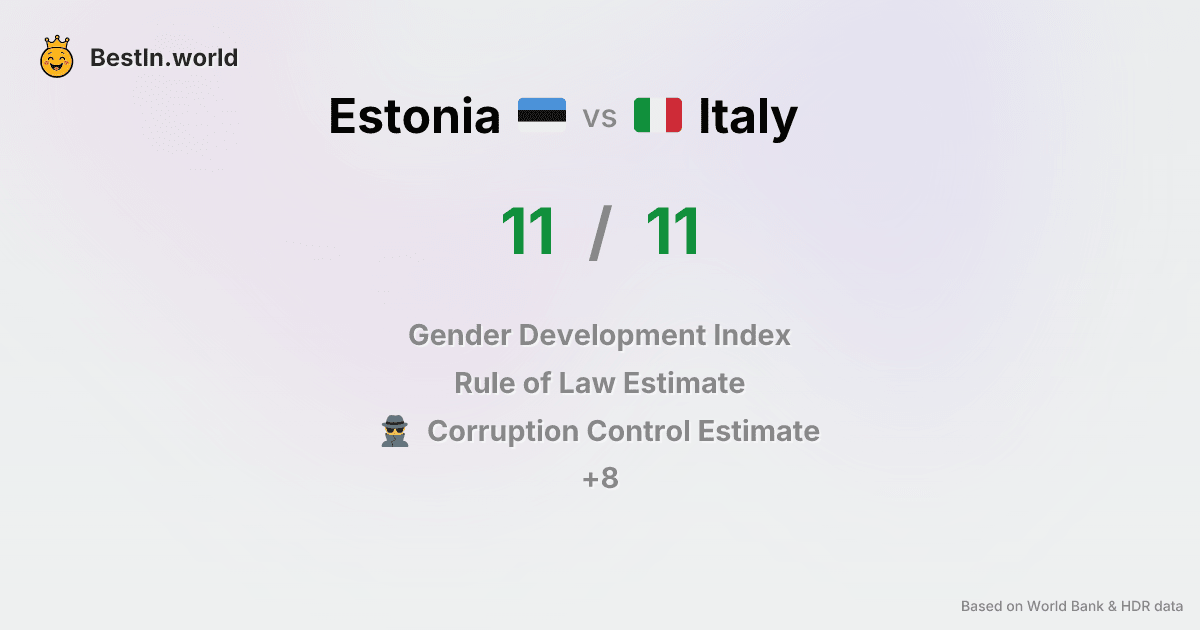 BestIn.world
Estonia vs Italy
11 / 11
Gender Development Index
Rule of Law Estimate
Corruption Control Estimate
+8
Based on World Bank & HDR data